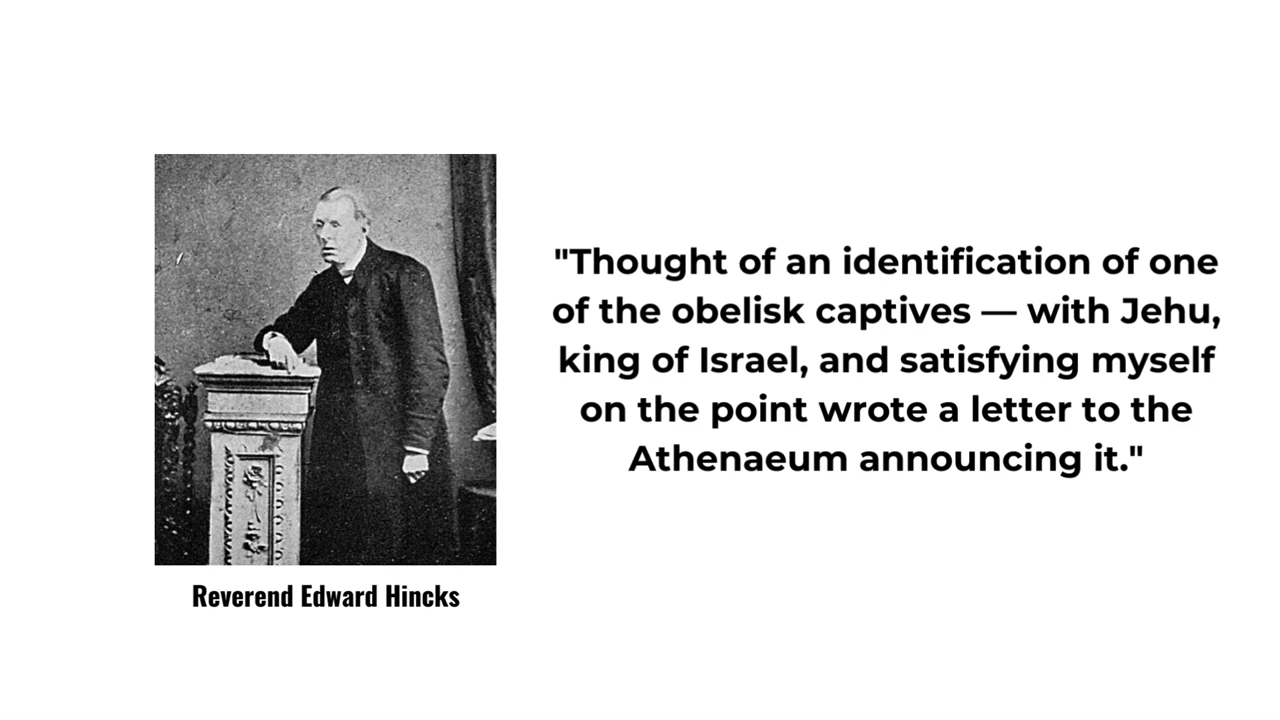 "Thought of an identification of one
of the obelisk captives — with Jehu,
king of Israel, and satisfying myself
on the point wrote a letter to the
Athenaeum announcing it."
Reverend Edward Hincks